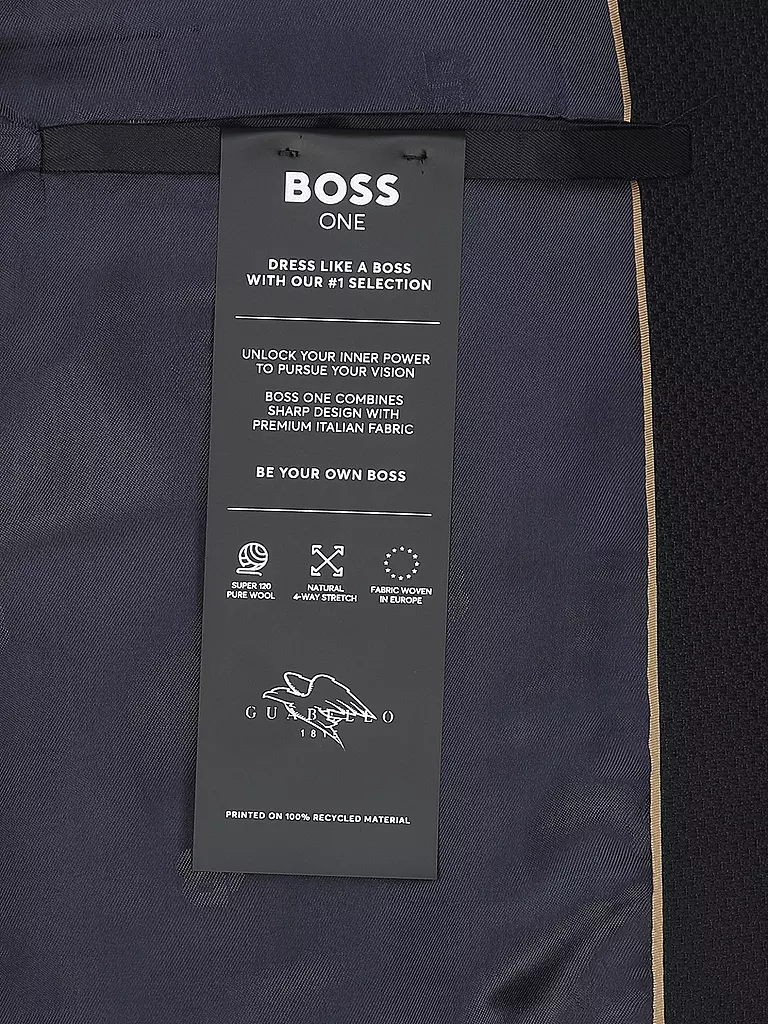 BOSS
ONE
DRESS LIKE A BOSS
WITH OUR #1 SELECTION
UNLOCK YOUR INNER POWER
TO PURSUE YOUR VISION
BOSS ONE COMBINES
SHARP DESIGN WITH
PREMIUM ITALIAN FABRIC
BE YOUR OWN BOSS
SUPER 120
PURE WOOL
NATURAL
4-WAY STRETCH
FABRIC WOVEN
IN EUROPE
GUABELLO
PRINTED ON 100% RECYCLED MATERIAL